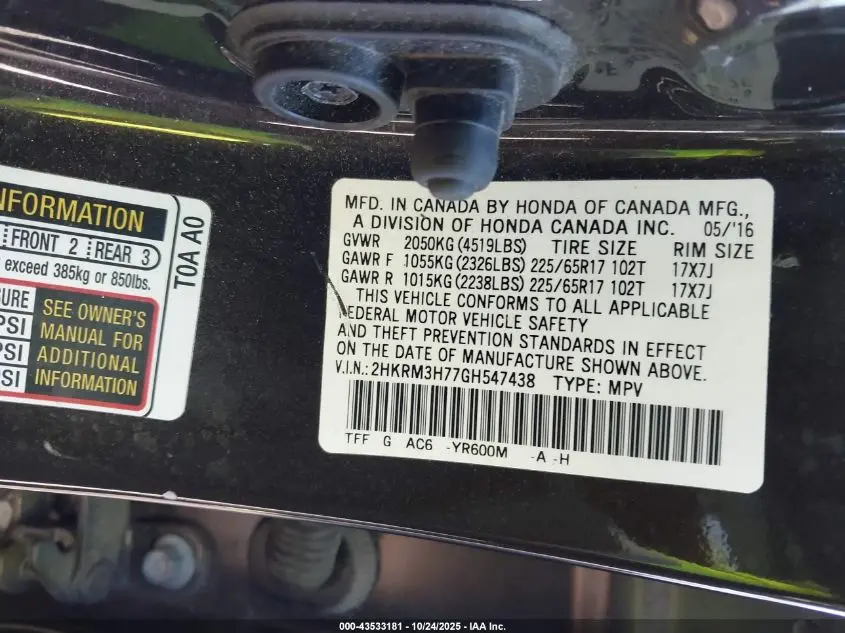 NFORMATION
FRONT 2 REAR 3
exceed 385kg or 850lbs.
URE
PSI
PSI
SI
SEE OWNER'S
MANUAL FOR
ADDITIONAL
INFORMATION
T0A A0
MFD. IN CANADA BY HONDA OF CANADA MFG.,
A DIVISION OF HONDA CANADA INC. 05/'16
GVWR 2050KG(4519LBS) TIRE SIZE RIM SIZE
GAWR F 1055KG(2326LBS) 225/65R17 102T 17X7J
GAWR R 1015KG(2238LBS) 225/65R17 102T 17X7J
THIS VEHICLE CONFORMS TO ALL APPLICABLE
FEDERAL MOTOR VEHICLE SAFETY
AND THEFT PREVENTION STANDARDS IN EFFECT
ON THE DATE OF MANUFACTURE SHOWN ABOVE.
V.I.N.: 2HKRM3H77GH547438 TYPE: MPV
TFF G AC6 -YR600M -A -H
000-43533181 - 10/24/2025 - IAA Inc.